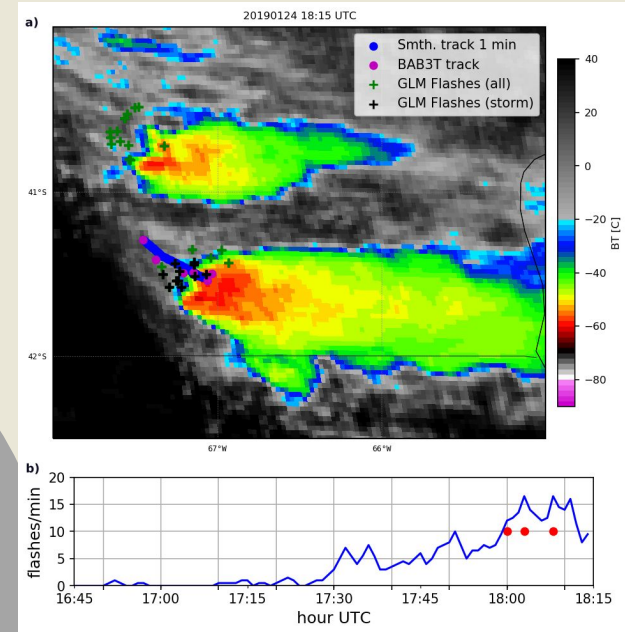 20190124 18:15 UTC
a)
Smth. track 1 min
BAB3T track
GLM Flashes (all)
GLM Flashes (storm)
41°S
42°S
67°W
66°W
40
20
0
−20
−40
−60
−80
BT [C]
b)
20
15
10
5
0
flashes/min
16:45
17:00
17:15
17:30
17:45
18:00
18:15
hour UTC